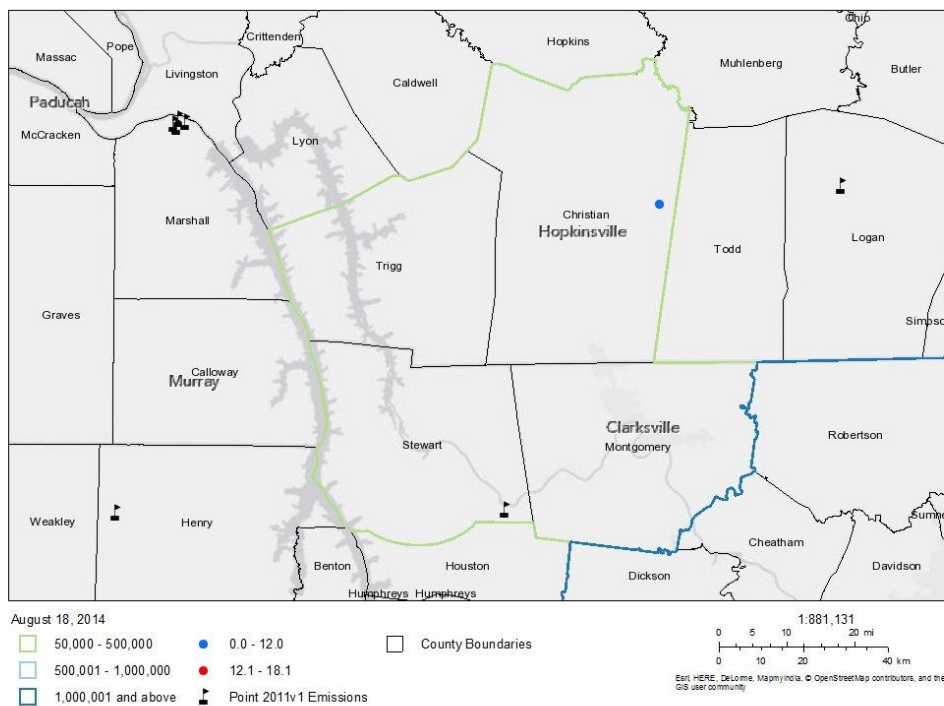 Ohio
Crittenden
Hopkins
Pope
Massac
Muhlenberg
Livingston
Butler
Caldwell
Paducah
McCracken
Lyon
Marshall
Christian
Hopkinsville
Logan
Todd
Trigg
Graves
Simpso
Calloway
Murray
Clarksville
Robertson
Stewart
Montgomery
Weakley
Henry
Sumne
Cheatham
Benton
Houston
Davidson
Dickson
Humphreys Humphreys
August 18, 2014
1:881,131
50,000 - 500,000
0.0 - 12.0
County Boundaries
0 5 10 20 mi
500,001 - 1,000,000
12.1 - 18.1
0 10 20 40 km
1,000,001 and above
Point 2011v1 Emissions
Esri, HERE, DeLorme, MapmyIndia, © OpenStreetMap contributors, and the
GIS user community